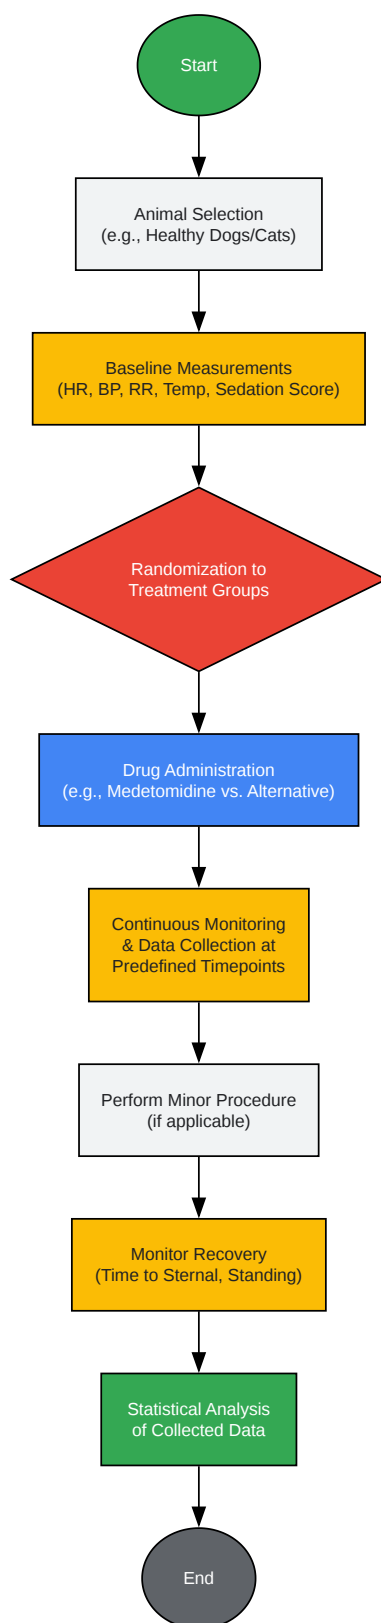 Start
Animal Selection
(e.g., Healthy Dogs/Cats)
Baseline Measurements
(HR, BP, RR, Temp, Sedation Score)
Randomization to
Treatment Groups
Drug Administration
(e.g., Medetomidine vs. Alternative)
Continuous Monitoring
& Data Collection at
Predefined Timepoints
Perform Minor Procedure
(if applicable)
Monitor Recovery
(Time to Sternal, Standing)
Statistical Analysis
of Collected Data
End